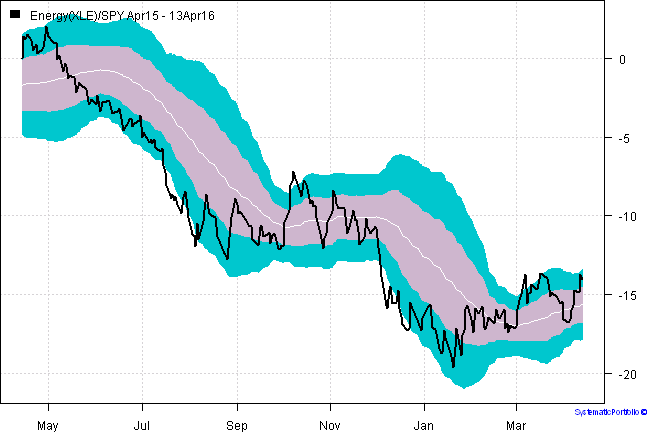 Energy(XLE)/SPY Apr15 - 13Apr16
0
-5
-10
-15
-20
May Jul Sep Nov Jan Mar
SystematicPortfolio ©